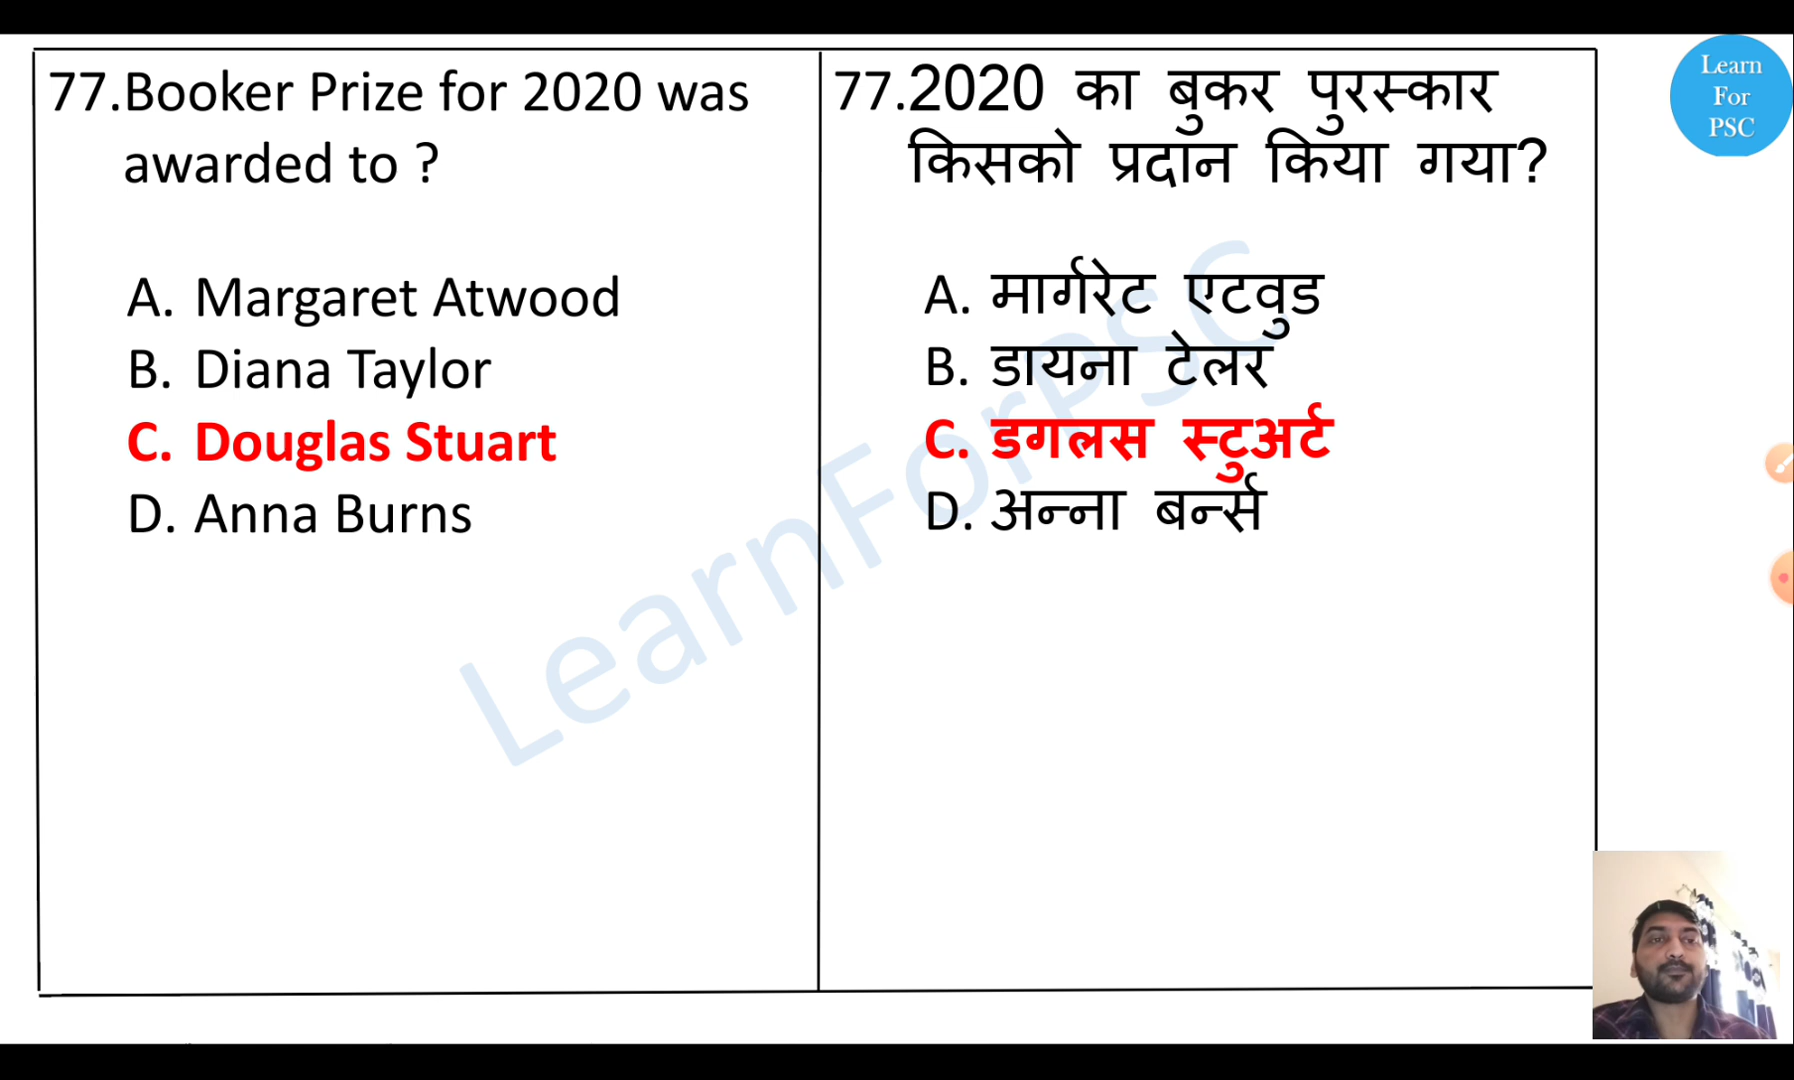 77.Booker Prize for 2020 was
awarded to ?
A. Margaret Atwood
B. Diana Taylor
C. Douglas Stuart
D. Anna Burns
77.2020 का बुकर पुरस्कार
किसको प्रदान किया गया?
A. मार्गरेट एटवुड
B. डायना टेलर
C. डगलस स्टुअर्ट
D. अन्ना बर्न्स
Learn
For
PSC
LearnForPSC